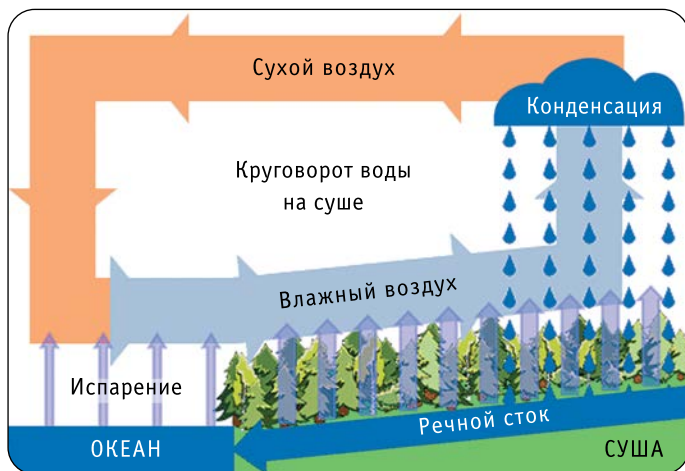 Сухой воздух
Конденсация
Круговорот воды
на суше
Влажный воздух
Испарение
Речной сток
ОКЕАН
СУША